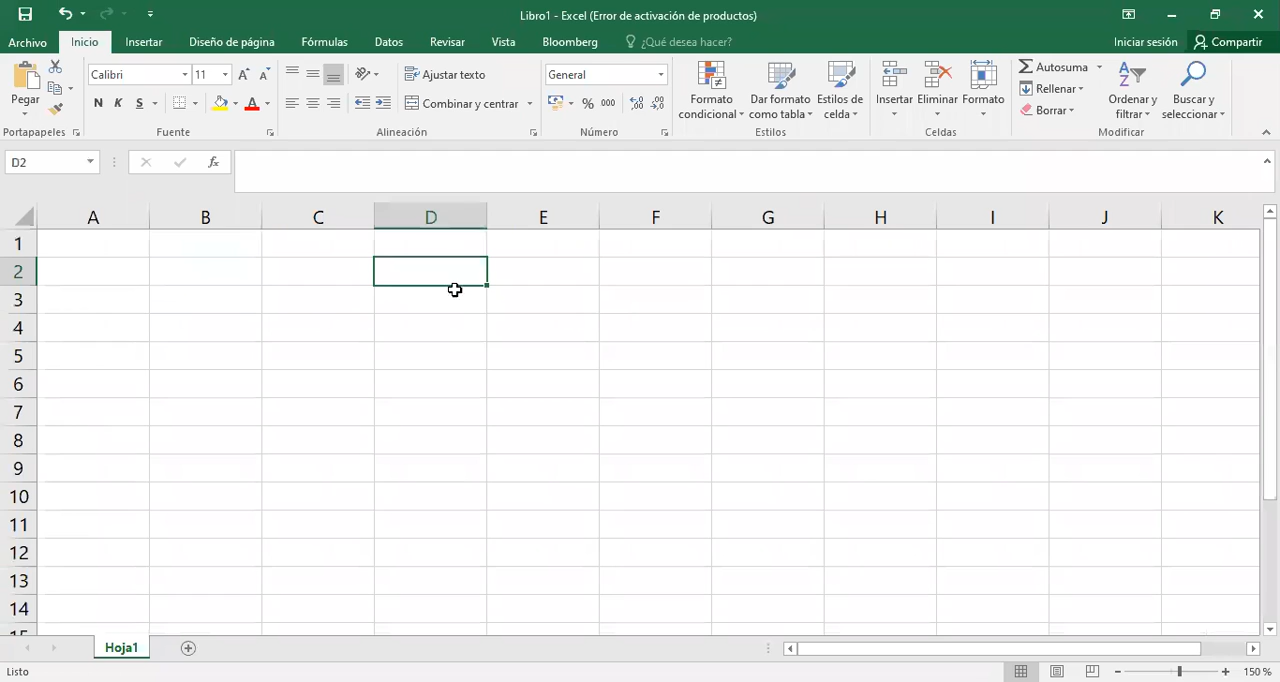 Libro1 - Excel (Error de activación de productos)
Archivo Inicio Insertar Diseño de página Fórmulas Datos Revisar Vista Bloomberg ¿Qué desea hacer? Iniciar sesión Compartir
Pegar
Portapapeles
Calibri 11
N K S A
Fuente
Ajustar texto
Combinar y centrar
Alineación
General
% 000
Número
Formato condicional
Dar formato como tabla
Estilos de celda
Estilos
Insertar Eliminar Formato
Celdas
Autosuma
Rellenar
Borrar
Ordenar y filtrar
Buscar y seleccionar
Modificar
D2 fx
A B C D E F G H I J K
1
2
3
4
5
6
7
8
9
10
11
12
13
14
15
Hoja1
Listo 150 %